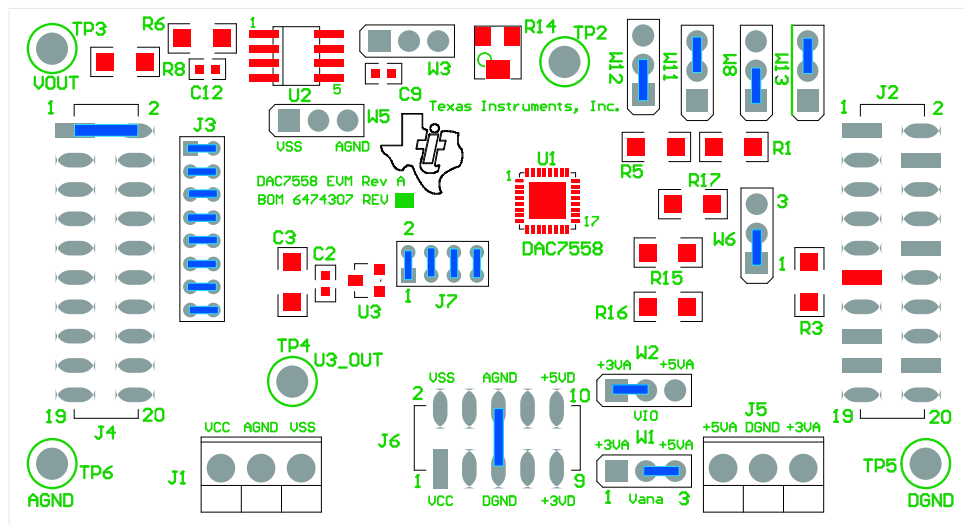 TP3
R6
1
R14
TP2
W12
W11
W8
W13
VOUT
R8
C12
U2
5
W3
C9
Texas Instruments, Inc.
J2
1
2
J3
W5
VSS
AGND
1
2
R5
R1
U1
1
17
DAC7558
DAC7558 EVM Rev A
BOM 6474307 REV
R17
3
W6
1
C3
C2
U3
2
1
J7
R15
R16
R3
TP4
U3_OUT
W2
+3VA
+5VA
VIO
VSS
AGND
+5VD
2
10
J6
1
9
VCC
DGND
+3VD
19
20
J4
19
20
J5
+5VA DGND +3VA
W1
+3VA
+5VA
1
Vana
3
VCC
AGND
VSS
J1
TP6
AGND
TP5
DGND